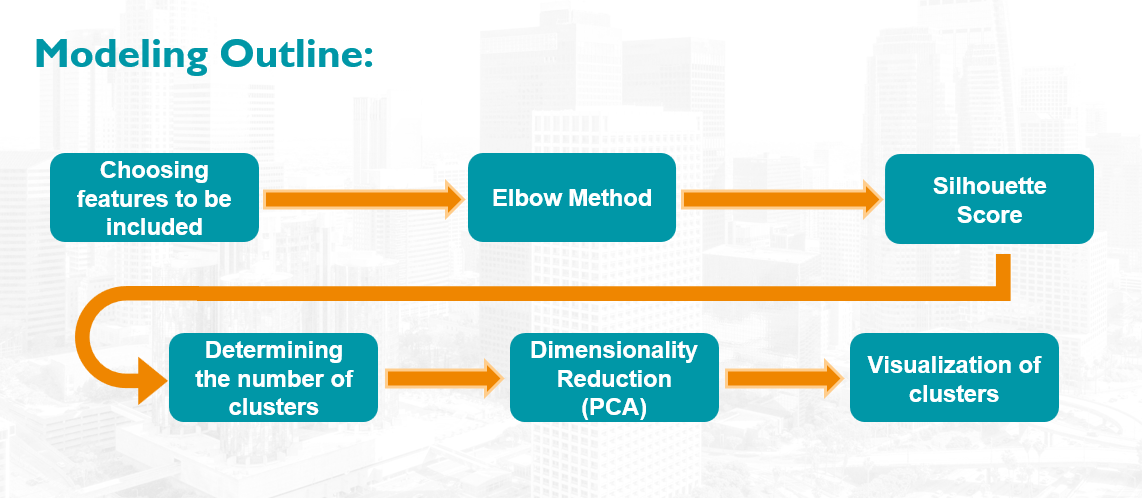 Modeling Outline:
Choosing
features to be
included
Elbow Method
Silhouette
Score
Determining
the number of
clusters
Dimensionality
Reduction
(PCA)
Visualization of
clusters